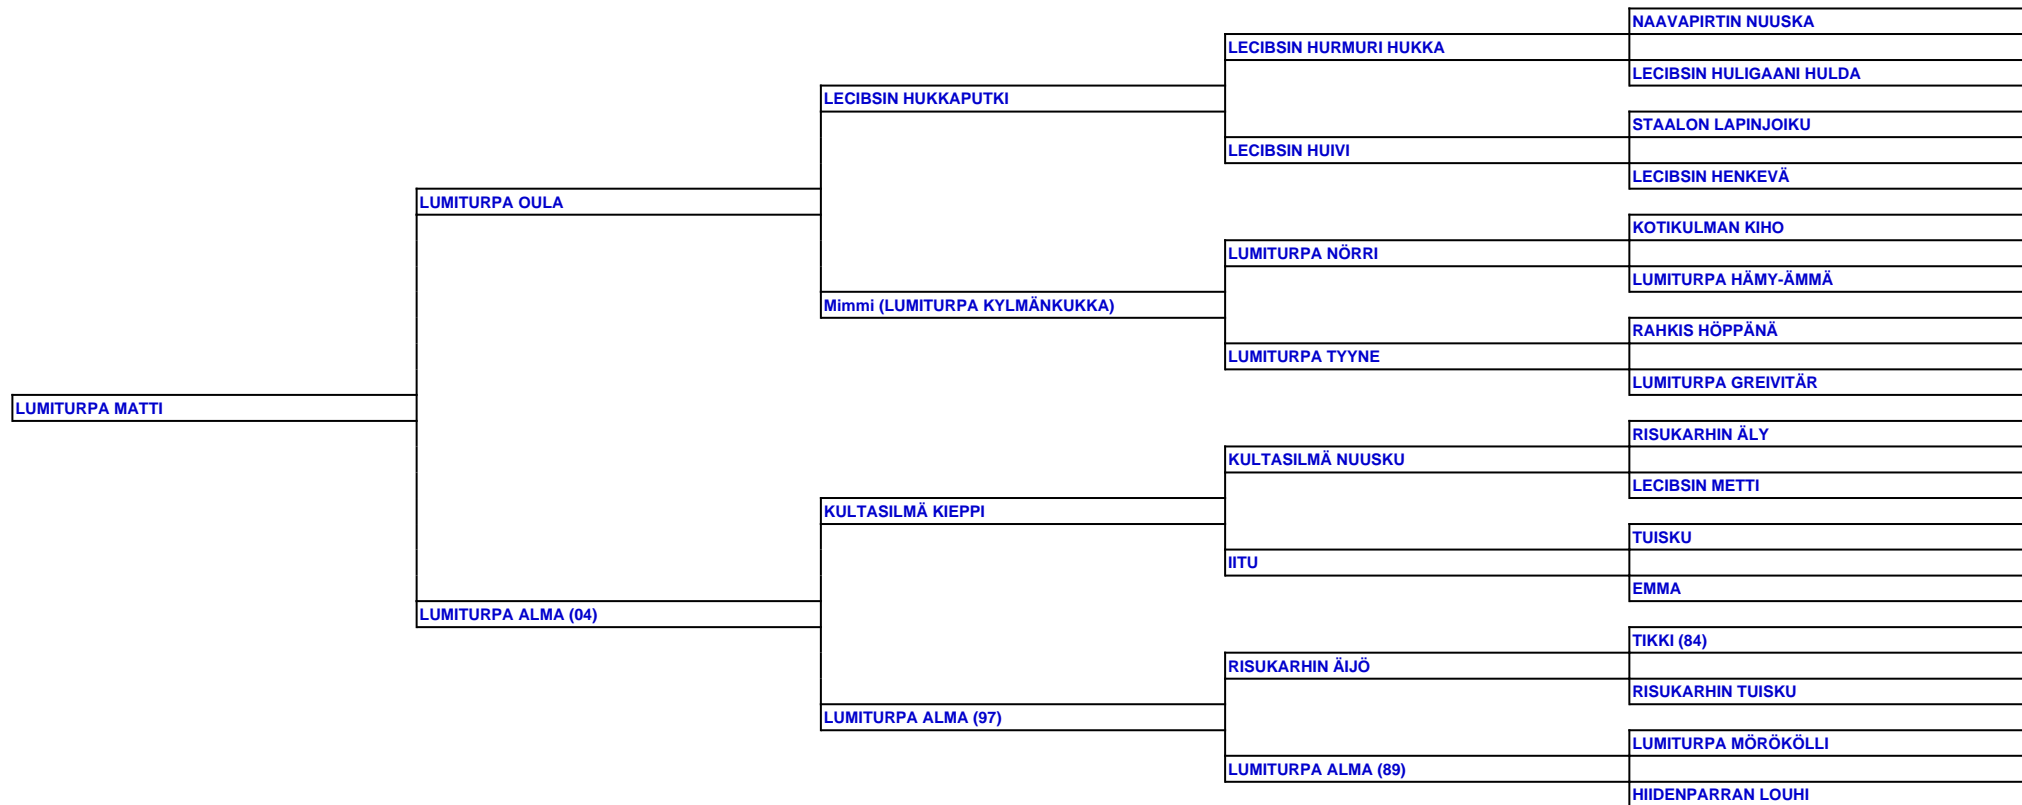 NAAVAPIRTIN NUUSKA
LECIBSIN HURMURI HUKKA
LECIBSIN HULIGAANI HULDA
LECIBSIN HUKKAPUTKI
STAALON LAPINJOIKU
LECIBSIN HUIVI
LECIBSIN HENKEVÄ
LUMITURPA OULA
KOTIKULMAN KIHO
LUMITURPA NÖRRI
LUMITURPA HÄMY-ÄMMÄ
Mimmi (LUMITURPA KYLMÄNKUKKA)
RAHKIS HÖPPÄNÄ
LUMITURPA TYYNE
LUMITURPA GREIVITÄR
LUMITURPA MATTI
RISUKARHIN ÄLY
KULTASILMÄ NUUSKU
LECIBSIN METTI
KULTASILMÄ KIEPPI
TUISKU
IITU
EMMA
LUMITURPA ALMA (04)
TIKKI (84)
RISUKARHIN ÄIJÖ
RISUKARHIN TUISKU
LUMITURPA ALMA (97)
LUMITURPA MÖRÖKÖLLI
LUMITURPA ALMA (89)
HIIDENPARRAN LOUHI